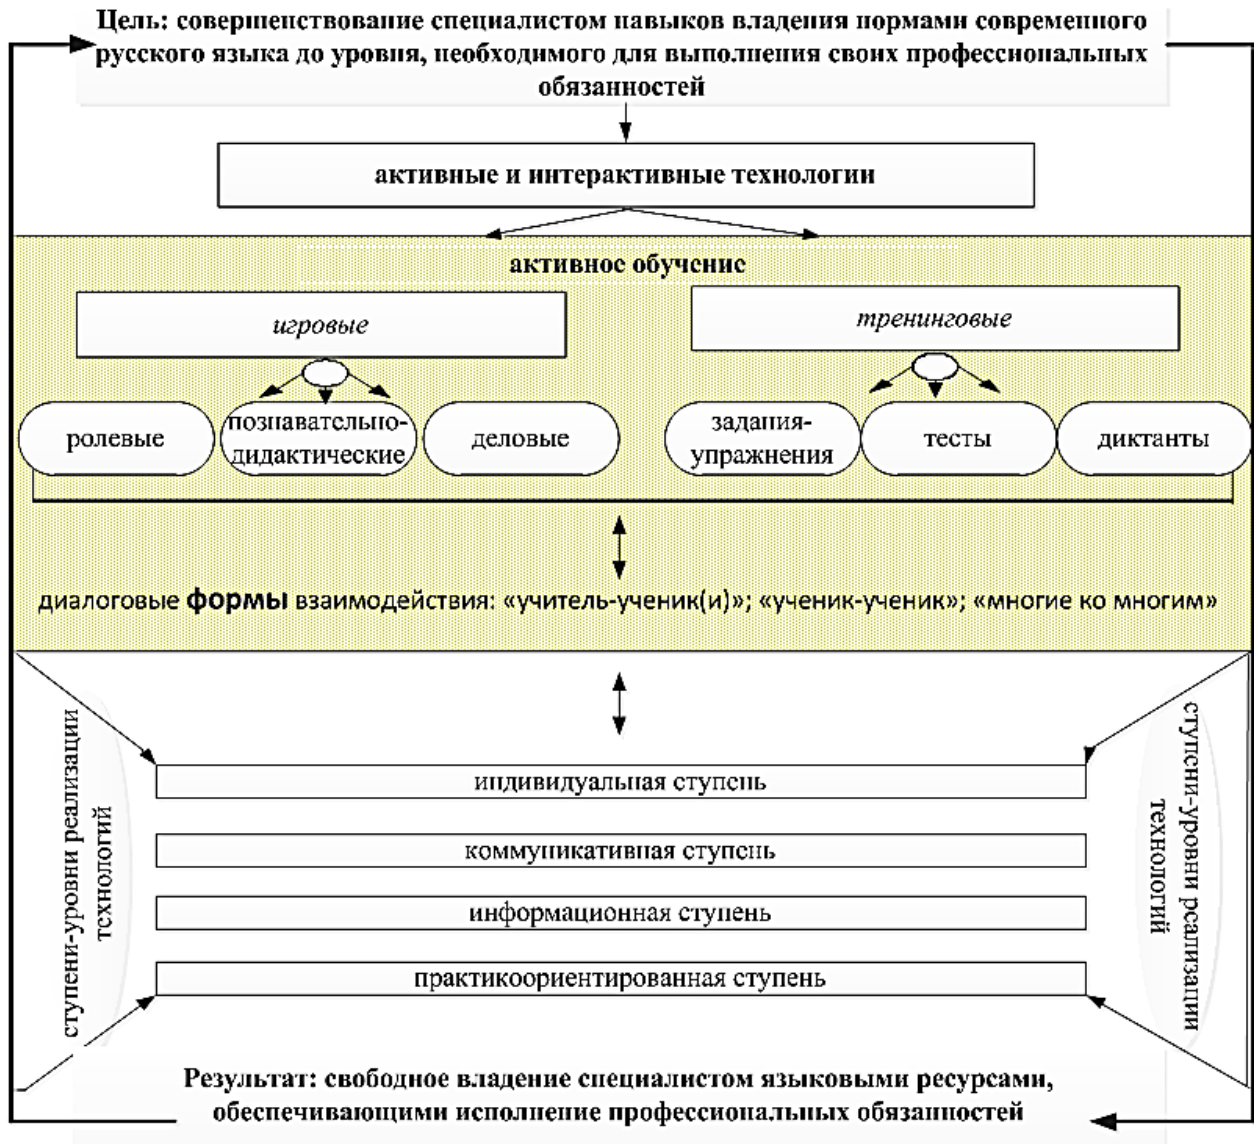 Цель: совершенствование специалистом навыков владения нормами современного
русского языка до уровня, необходимого для выполнения своих профессиональных
обязанностей
активные и интерактивные технологии
активное обучение
игровые
тренинговые
ролевые
познавательно-
дидактические
деловые
задания-
упражнения
тесты
диктанты
диалоговые формы взаимодействия: «учитель-ученик(и)»; «ученик-ученик»; «многие ко многим»
ступени-уровни реализации
технологий
индивидуальная ступень
коммуникативная ступень
информационная ступень
практикоориентированная ступень
ступени-уровни реализации
технологий
Результат: свободное владение специалистом языковыми ресурсами,
обеспечивающими исполнение профессиональных обязанностей